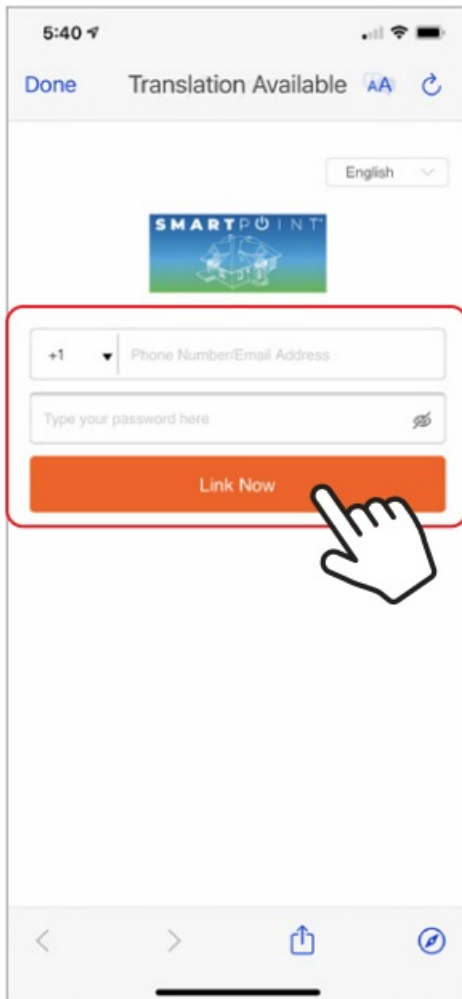 5:40
Done Translation Available AA
English
SMARTPOINT
+1 Phone Number/Email Address
Type your password here
Link Now